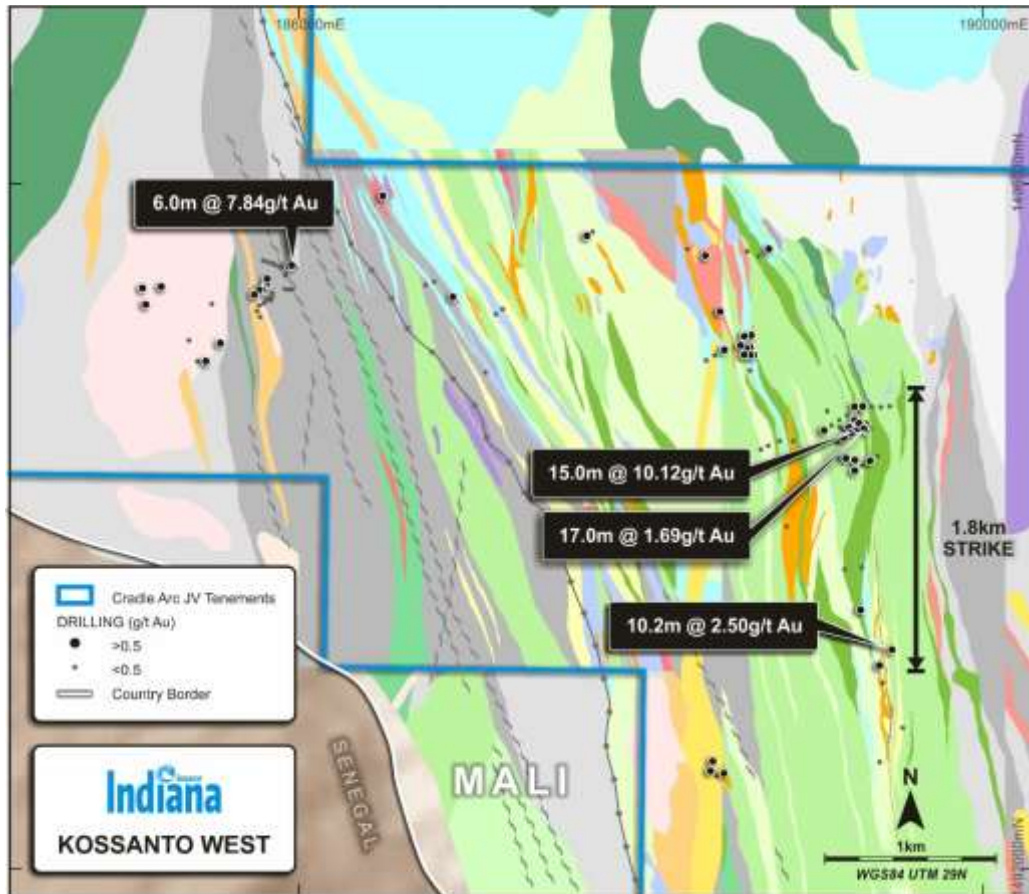 186000mE
190000mE
6.0m @ 7.84g/t Au
15.0m @ 10.12g/t Au
17.0m @ 1.69g/t Au
1.8km
STRIKE
10.2m @ 2.50g/t Au
Cradle Arc JV Tenements
DRILLING (g/t Au)
>0.5
<0.5
Country Border
Indiana
KOSSANTO WEST
SENEGAL
MALI
N
1km
WGS84 UTM 29N